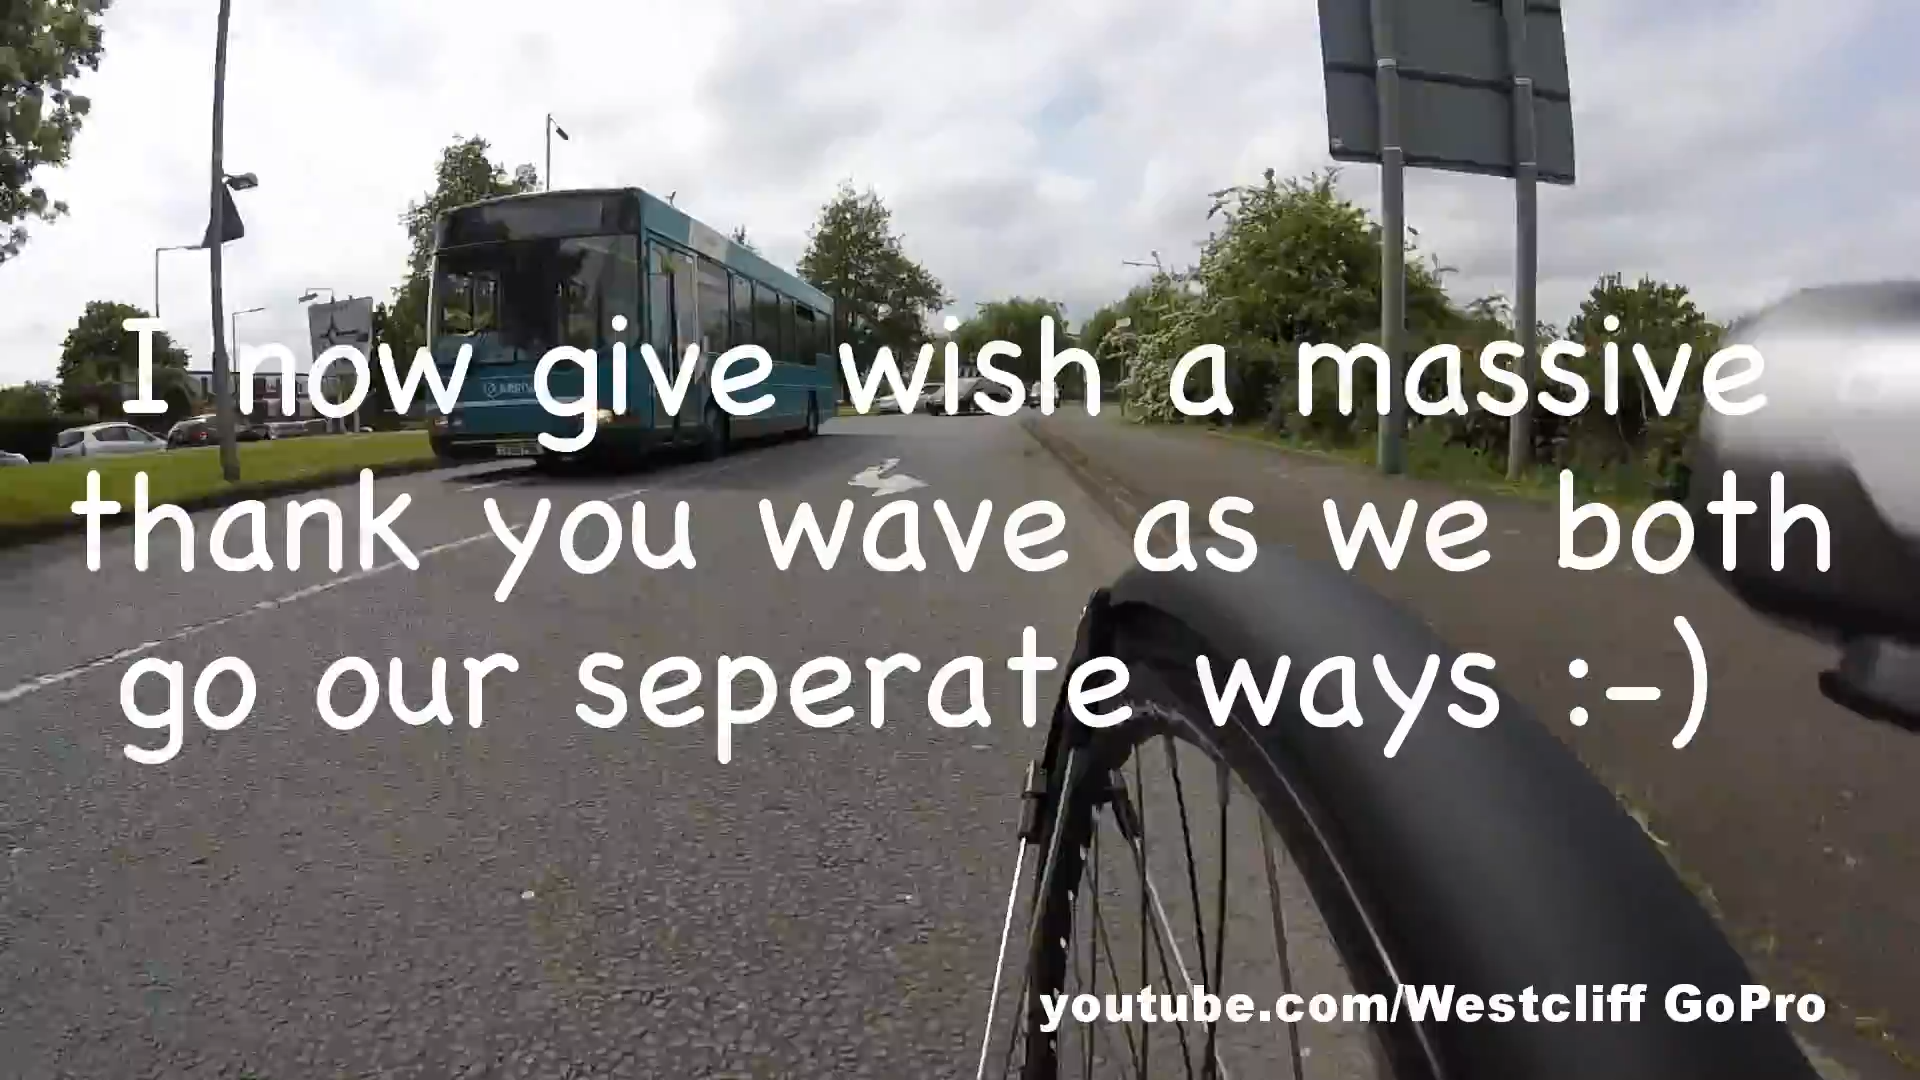 I now give wish a massive
thank you wave as we both
go our seperate ways :-)
youtube.com/Westcliff GoPro